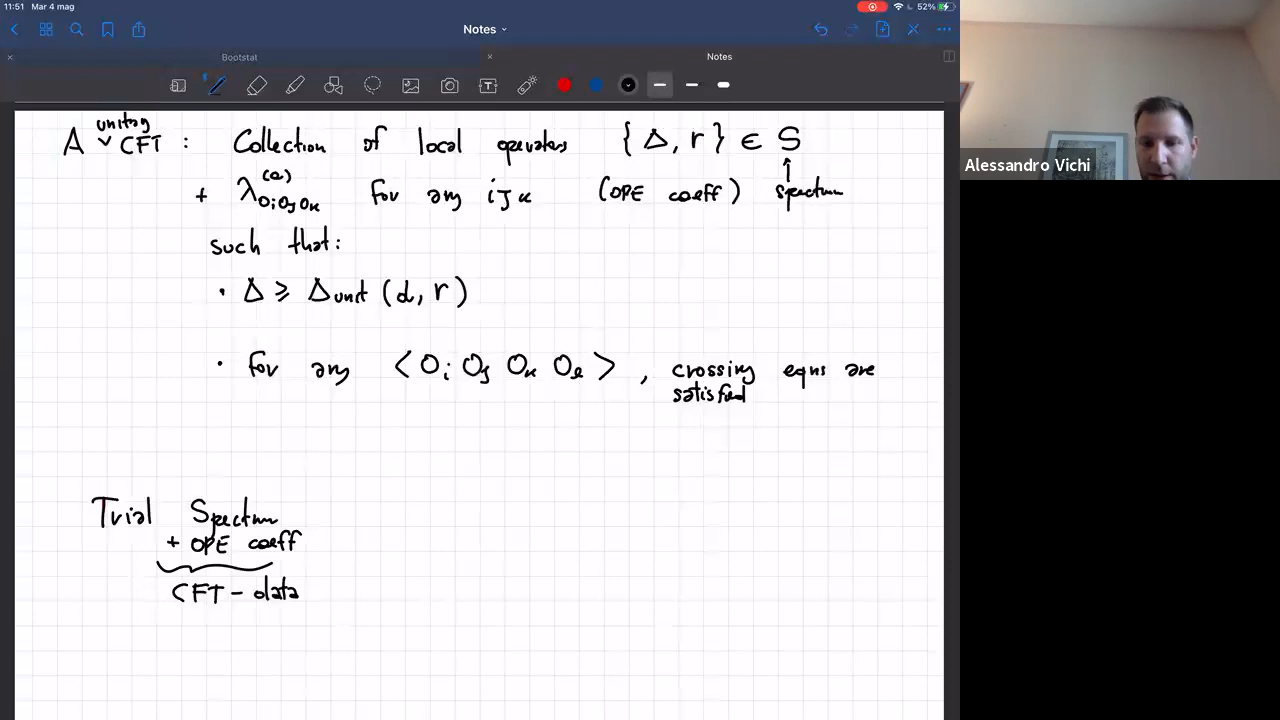 11:51 Mar 4 mag 52%
Notes
Bootstat Notes
A unitary CFT : Collection of local operators { Δ, r } ∈ S
+ λ^(a)_{OiOjOk} for any ijk (OPE coeff) spectrum
such that:
• Δ ≥ Δunit (d, r)
• for any < Oi Oj Ok Ol > , crossing eqns are
satisfied
Trial Spectrum
+ OPE coeff
CFT - data
Alessandro Vichi